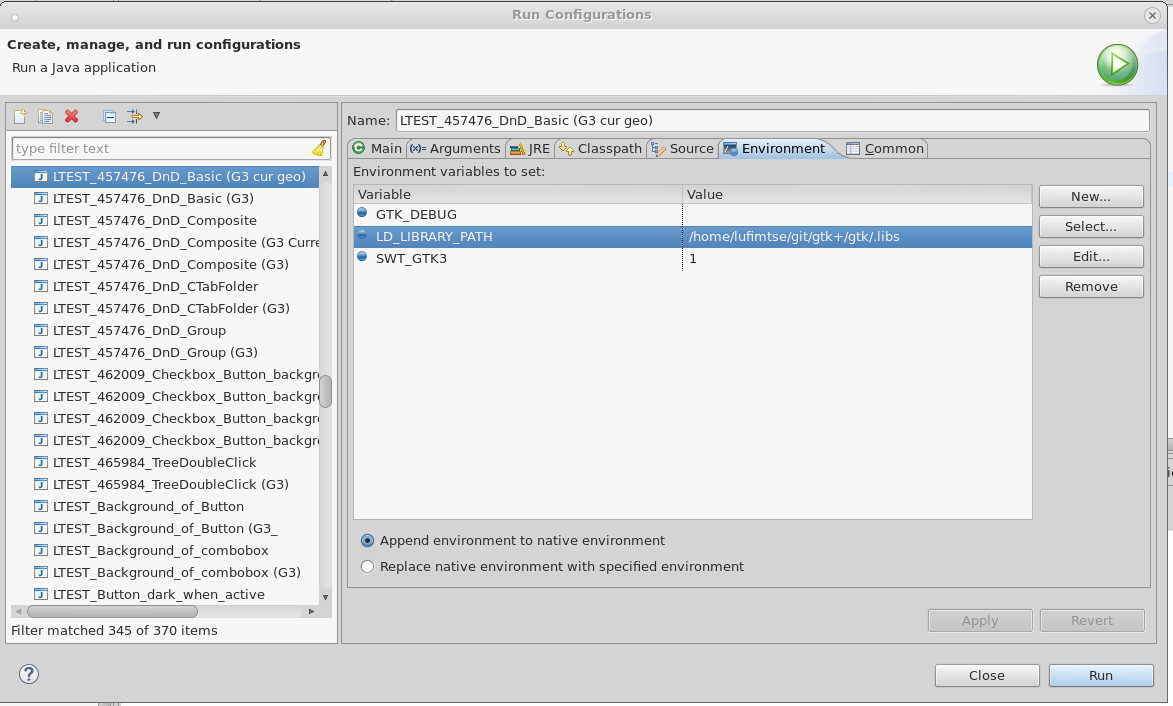 Run Configurations
Create, manage, and run configurations
Run a Java application
type filter text
LTEST_457476_DnD_Basic (G3 cur geo)
LTEST_457476_DnD_Basic (G3)
LTEST_457476_DnD_Composite
LTEST_457476_DnD_Composite (G3 Curre
LTEST_457476_DnD_Composite (G3)
LTEST_457476_DnD_CTabFolder
LTEST_457476_DnD_CTabFolder (G3)
LTEST_457476_DnD_Group
LTEST_457476_DnD_Group (G3)
LTEST_462009_Checkbox_Button_backgr
LTEST_462009_Checkbox_Button_backgr
LTEST_462009_Checkbox_Button_backgr
LTEST_462009_Checkbox_Button_backgr
LTEST_465984_TreeDoubleClick
LTEST_465984_TreeDoubleClick (G3)
LTEST_Background_of_Button
LTEST_Background_of_Button (G3_
LTEST_Background_of_combobox
LTEST_Background_of_combobox (G3)
LTEST_Button_dark_when_active
Filter matched 345 of 370 items
Name: LTEST_457476_DnD_Basic (G3 cur geo)
Main (x)= Arguments JRE Classpath Source Environment Common
Environment variables to set:
Variable Value
GTK_DEBUG
LD_LIBRARY_PATH /home/lufimtse/git/gtk+/gtk/.libs
SWT_GTK3 1
New...
Select...
Edit...
Remove
Append environment to native environment
Replace native environment with specified environment
Apply Revert
? Close Run